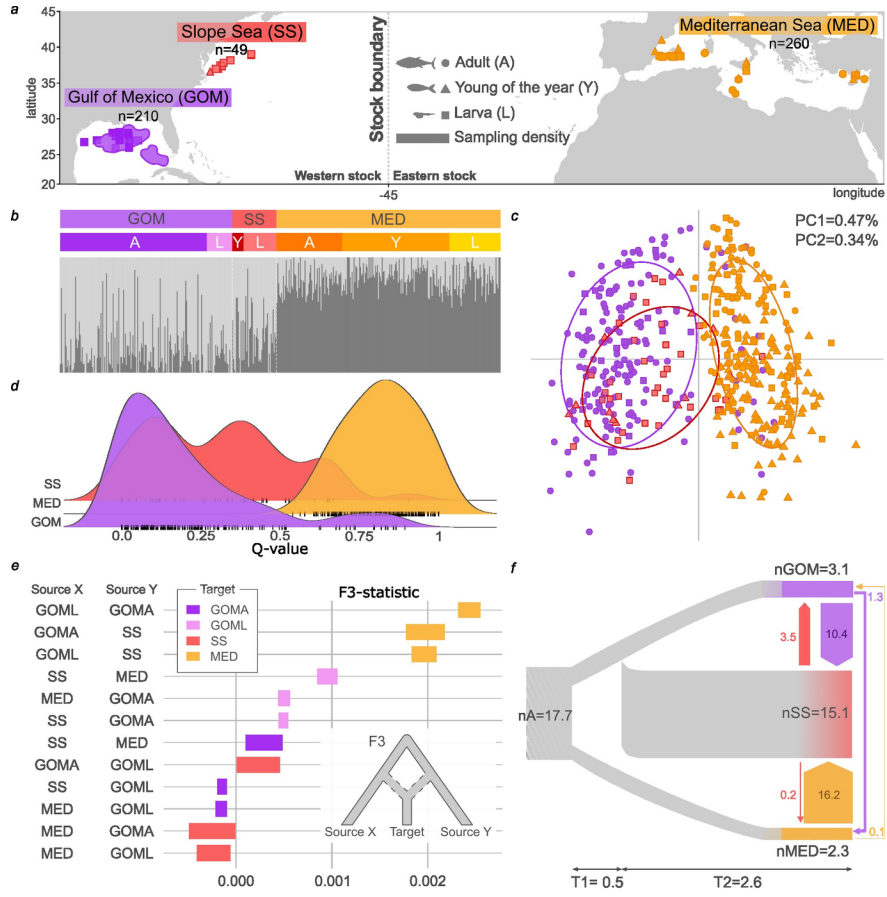 a
45
40
35
30
25
20
latitude
Slope Sea (SS)
n=49
Gulf of Mexico (GOM)
n=210
Stock boundary
Adult (A)
Young of the year (Y)
Larva (L)
Sampling density
Mediterranean Sea (MED)
n=260
Western stock
Eastern stock
-45
longitude
b
GOM SS MED
A L Y L A Y L
c
PC1=0.47%
PC2=0.34%
d
SS
MED
GOM
0.0 0.25 0.5 0.75 1
Q-value
e
Source X Source Y
Target
GOMA
GOML
SS
MED
F3-statistic
GOML GOMA
GOMA SS
GOML SS
SS MED
MED GOMA
SS GOMA
SS MED
GOMA GOML
SS GOML
MED GOML
MED GOMA
MED GOML
F3
Source X Target Source Y
0.000 0.001 0.002
f
nGOM=3.1
1.3
3.5
10.4
nA=17.7
nSS=15.1
0.2
16.2
0.1
nMED=2.3
T1= 0.5
T2=2.6